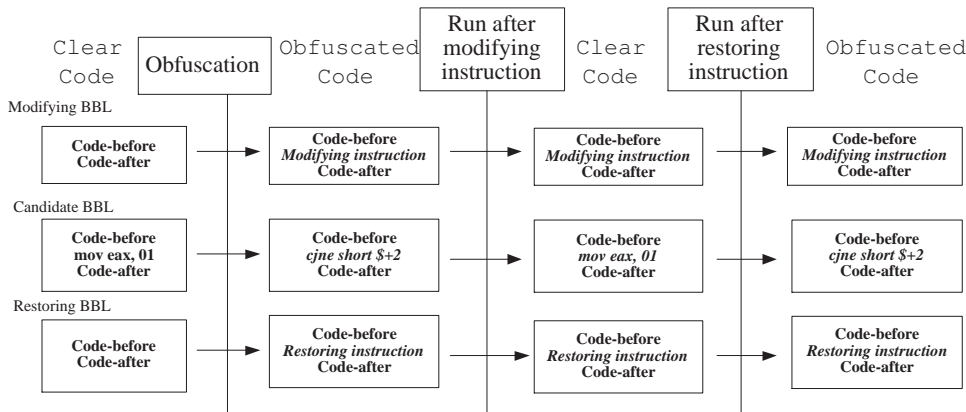 Clear
Code
Obfuscation
Obfuscated
Code
Run after
modifying
instruction
Clear
Code
Run after
restoring
instruction
Obfuscated
Code
Modifying BBL
Code-before
Code-after
Code-before
Modifying instruction
Code-after
Code-before
Modifying instruction
Code-after
Code-before
Modifying instruction
Code-after
Candidate BBL
Code-before
mov eax, 01
Code-after
Code-before
cjne short $+2
Code-after
Code-before
mov eax, 01
Code-after
Code-before
cjne short $+2
Code-after
Restoring BBL
Code-before
Code-after
Code-before
Restoring instruction
Code-after
Code-before
Restoring instruction
Code-after
Code-before
Restoring instruction
Code-after